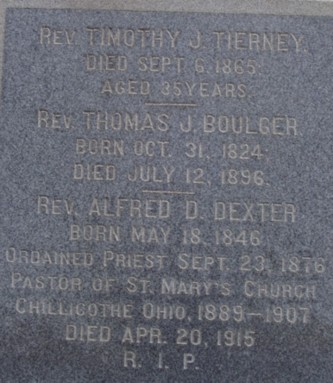 REV. TIMOTHY J. TIERNEY.
DIED SEPT. 6, 1865.
AGED 35 YEARS.
REV. THOMAS J. BOULGER.
BORN OCT. 31, 1824;
DIED JULY 12, 1896.
REV. ALFRED D. DEXTER
BORN MAY 18, 1846
ORDAINED PRIEST SEPT. 23, 1876
PASTOR OF ST. MARY'S CHURCH
CHILLICOTHE OHIO, 1889–1907
DIED APR. 20, 1915
R. I. P.